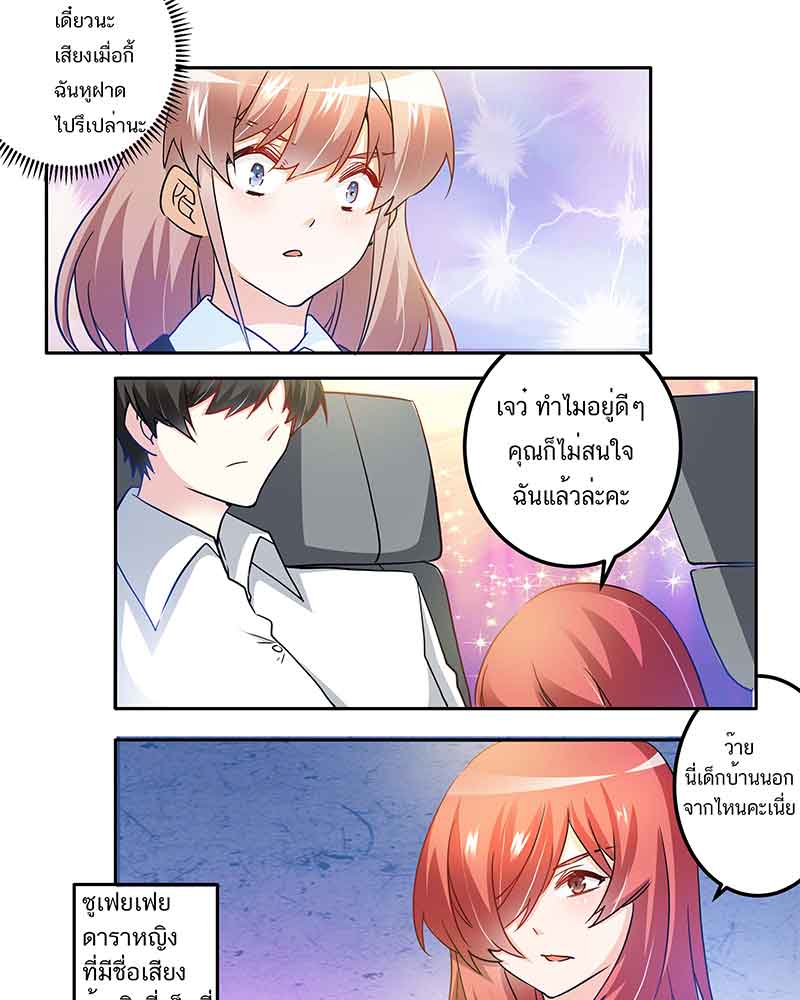 เดี๋ยวนะ
เสียงเมื่อกี้
ฉันหูฝาด
ไปรึเปล่านะ
เจว๋ ทำไมอยู่ดีๆ
คุณก็ไม่สนใจ
ฉันแล้วล่ะคะ
ว๊าย
นี่เด็กบ้านนอก
จากไหนคะเนี่ย
ซูเฟยเฟย
ดาราหญิง
ที่มีชื่อเสียง